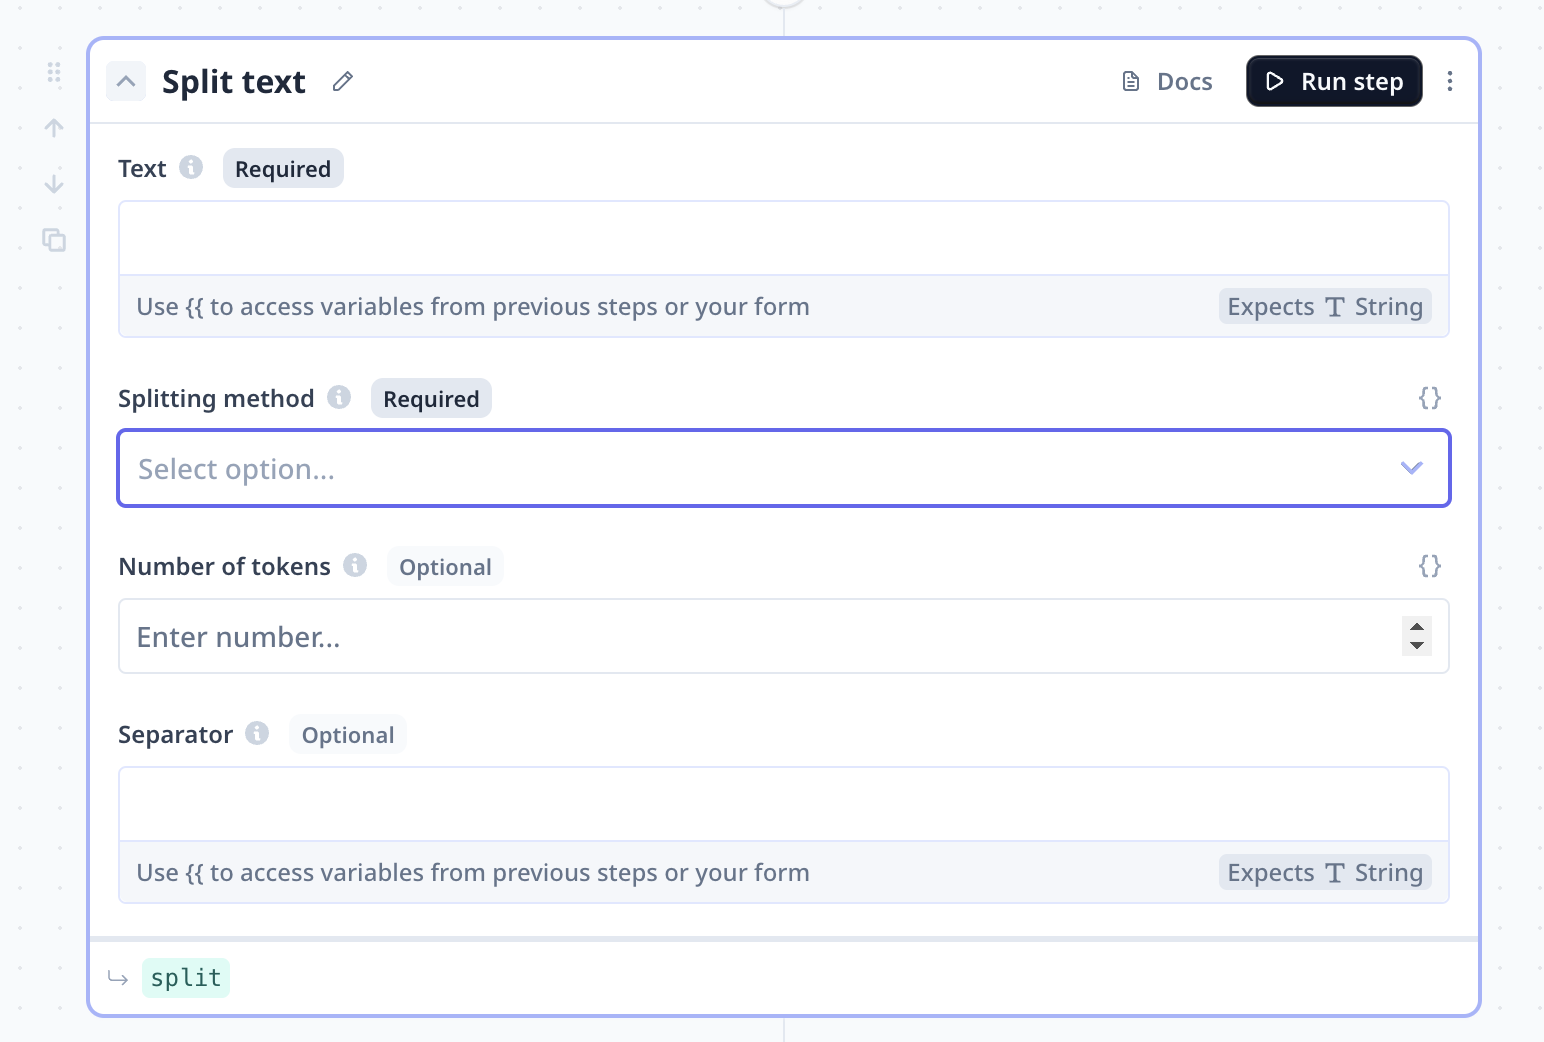 Split text
Docs
Run step
Text
Required
Use {{ to access variables from previous steps or your form
Expects T String
Splitting method
Required
{}
Select option...
Number of tokens
Optional
{}
Enter number...
Separator
Optional
Use {{ to access variables from previous steps or your form
Expects T String
split